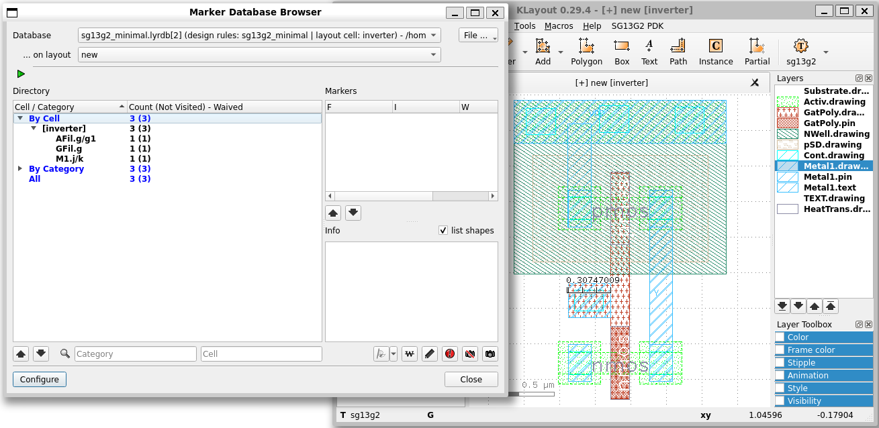 Marker Database Browser
Database sg13g2_minimal.lyrdb[2] (design rules: sg13g2_minimal | layout cell: inverter) - /hom File ...
... on layout new
Directory
Cell / Category Count (Not Visited) - Waived
By Cell 3 (3)
[inverter] 3 (3)
AFil.g/g1 1 (1)
GFil.g 1 (1)
M1.j/k 1 (1)
By Category 3 (3)
All 3 (3)
Markers
F I W
Info list shapes
Category Cell
Configure Close
KLayout 0.29.4 - [+] new [inverter]
Tools Macros Help SG13G2 PDK
er Add Polygon Box Text Path Instance Partial sg13g2
[+] new [inverter]
pmos
0.30747009
nmos
0.5 µm
Layers
Substrate.dr...
Activ.drawing
GatPoly.dra...
GatPoly.pin
NWell.drawing
pSD.drawing
Cont.drawing
Metal1.draw...
Metal1.pin
Metal1.text
TEXT.drawing
HeatTrans.dr...
Layer Toolbox
Color
Frame color
Stipple
Animation
Style
Visibility
T sg13g2 G xy 1.04596 -0.17904